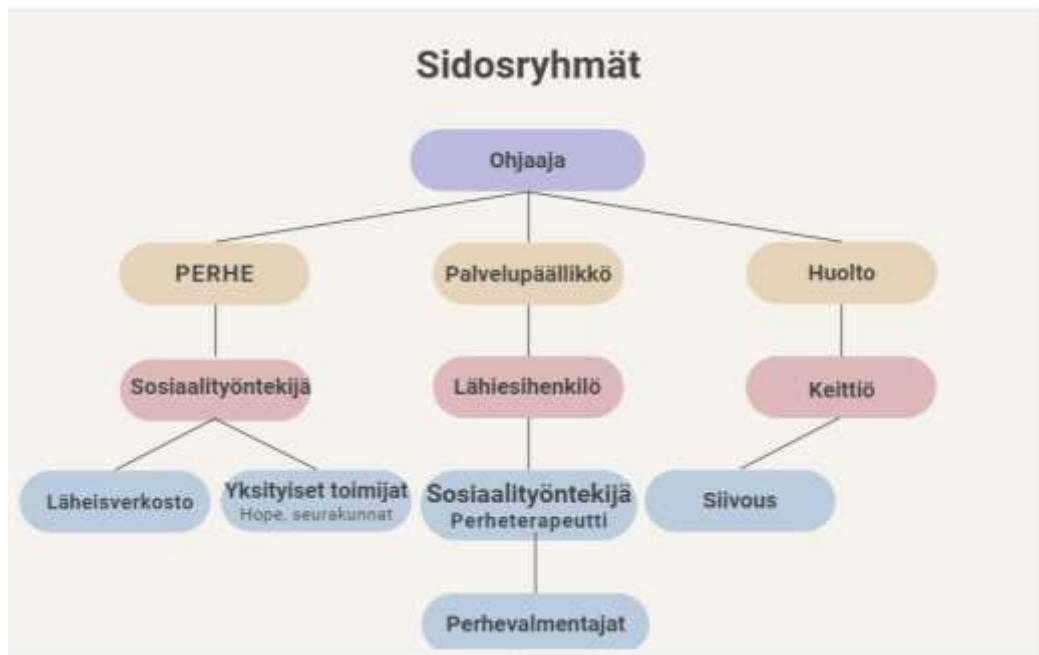 Sidosryhmät
Ohjaaja
PERHE
Palvelupäällikkö
Huolto
Sosiaalityöntekijä
Lähiesihenkilö
Keittiö
Läheisverkosto
Yksityiset toimijat
Hope, seurakunnat
Sosiaalityöntekijä
Perheterapeutti
Siivous
Perhevalmentajat